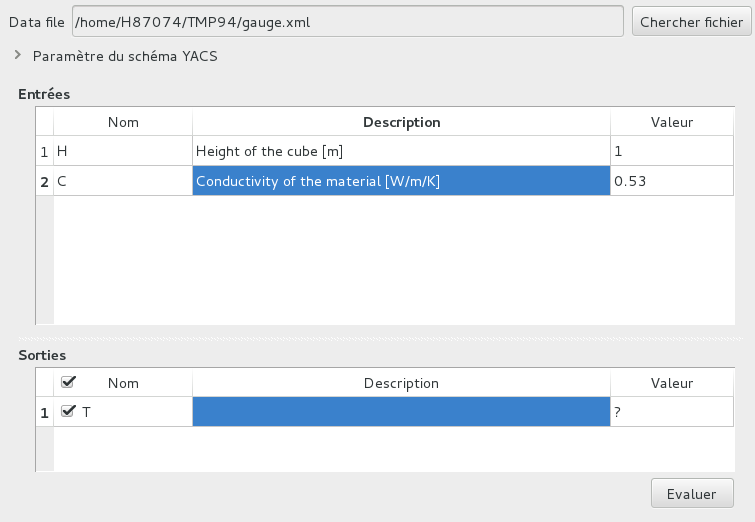 Data file /home/H87074/TMP94/gauge.xml Chercher fichier
Paramètre du schéma YACS
Entrées
Nom Description Valeur
1 H Height of the cube [m] 1
2 C Conductivity of the material [W/m/K] 0.53
Sorties
Nom Description Valeur
1 T ?
Evaluer